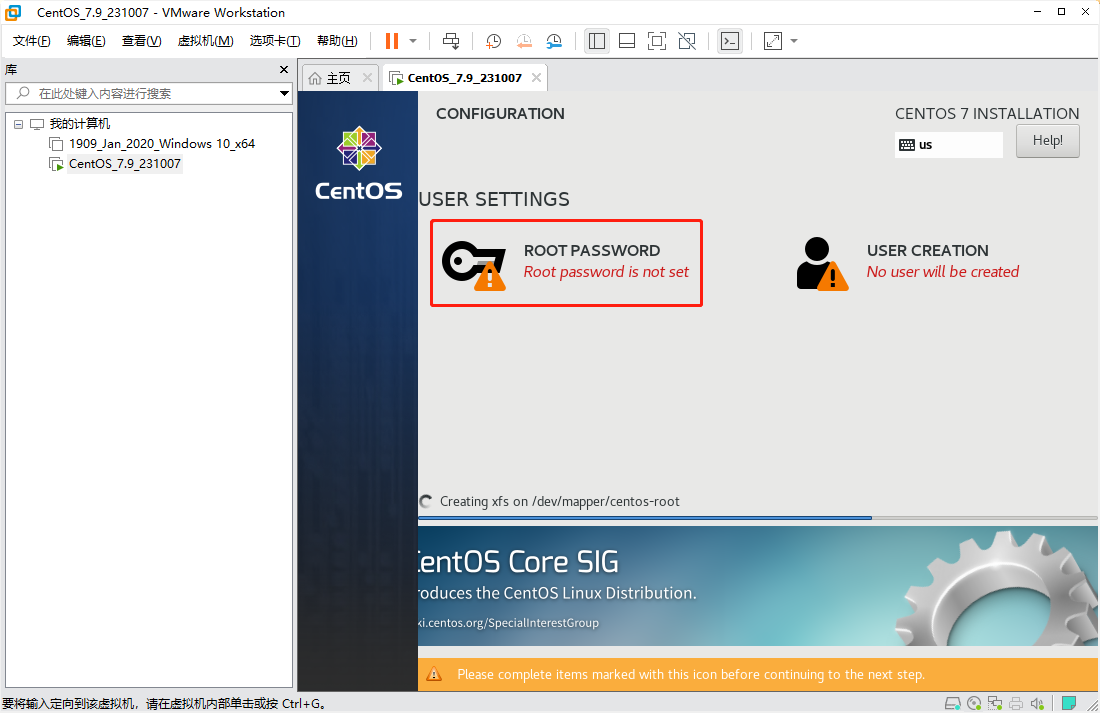 CentOS_7.9_231007 - VMware Workstation
文件(F) 编辑(E) 查看(V) 虚拟机(M) 选项卡(T) 帮助(H)
库
在此处键入内容进行搜索
我的计算机
1909_Jan_2020_Windows 10_x64
CentOS_7.9_231007
主页 CentOS_7.9_231007
CentOS
CONFIGURATION
CENTOS 7 INSTALLATION
us
Help!
USER SETTINGS
ROOT PASSWORD
Root password is not set
USER CREATION
No user will be created
Creating xfs on /dev/mapper/centos-root
CentOS Core SIG
oduces the CentOS Linux Distribution.
ki.centos.org/SpecialInterestGroup
Please complete items marked with this icon before continuing to the next step.
要将输入定向到该虚拟机，请在虚拟机内部单击或按 Ctrl+G。